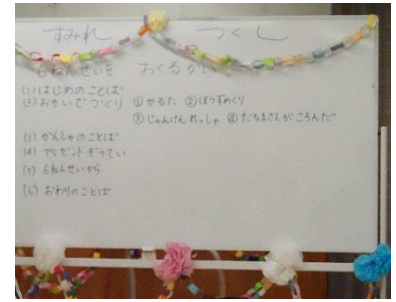 すみれ　つくし
6ねんせいを　おくるかい
(1) はじめのことば
(2) おもいでづくり ① かるた ② ぼうずめくり
③ じゃんけんれっしゃ ④ だるまさんがころんだ
(3) かんしゃのことば
(4) プレゼントぞうてい
(5) 6ねんせいから
(6) おわりのことば